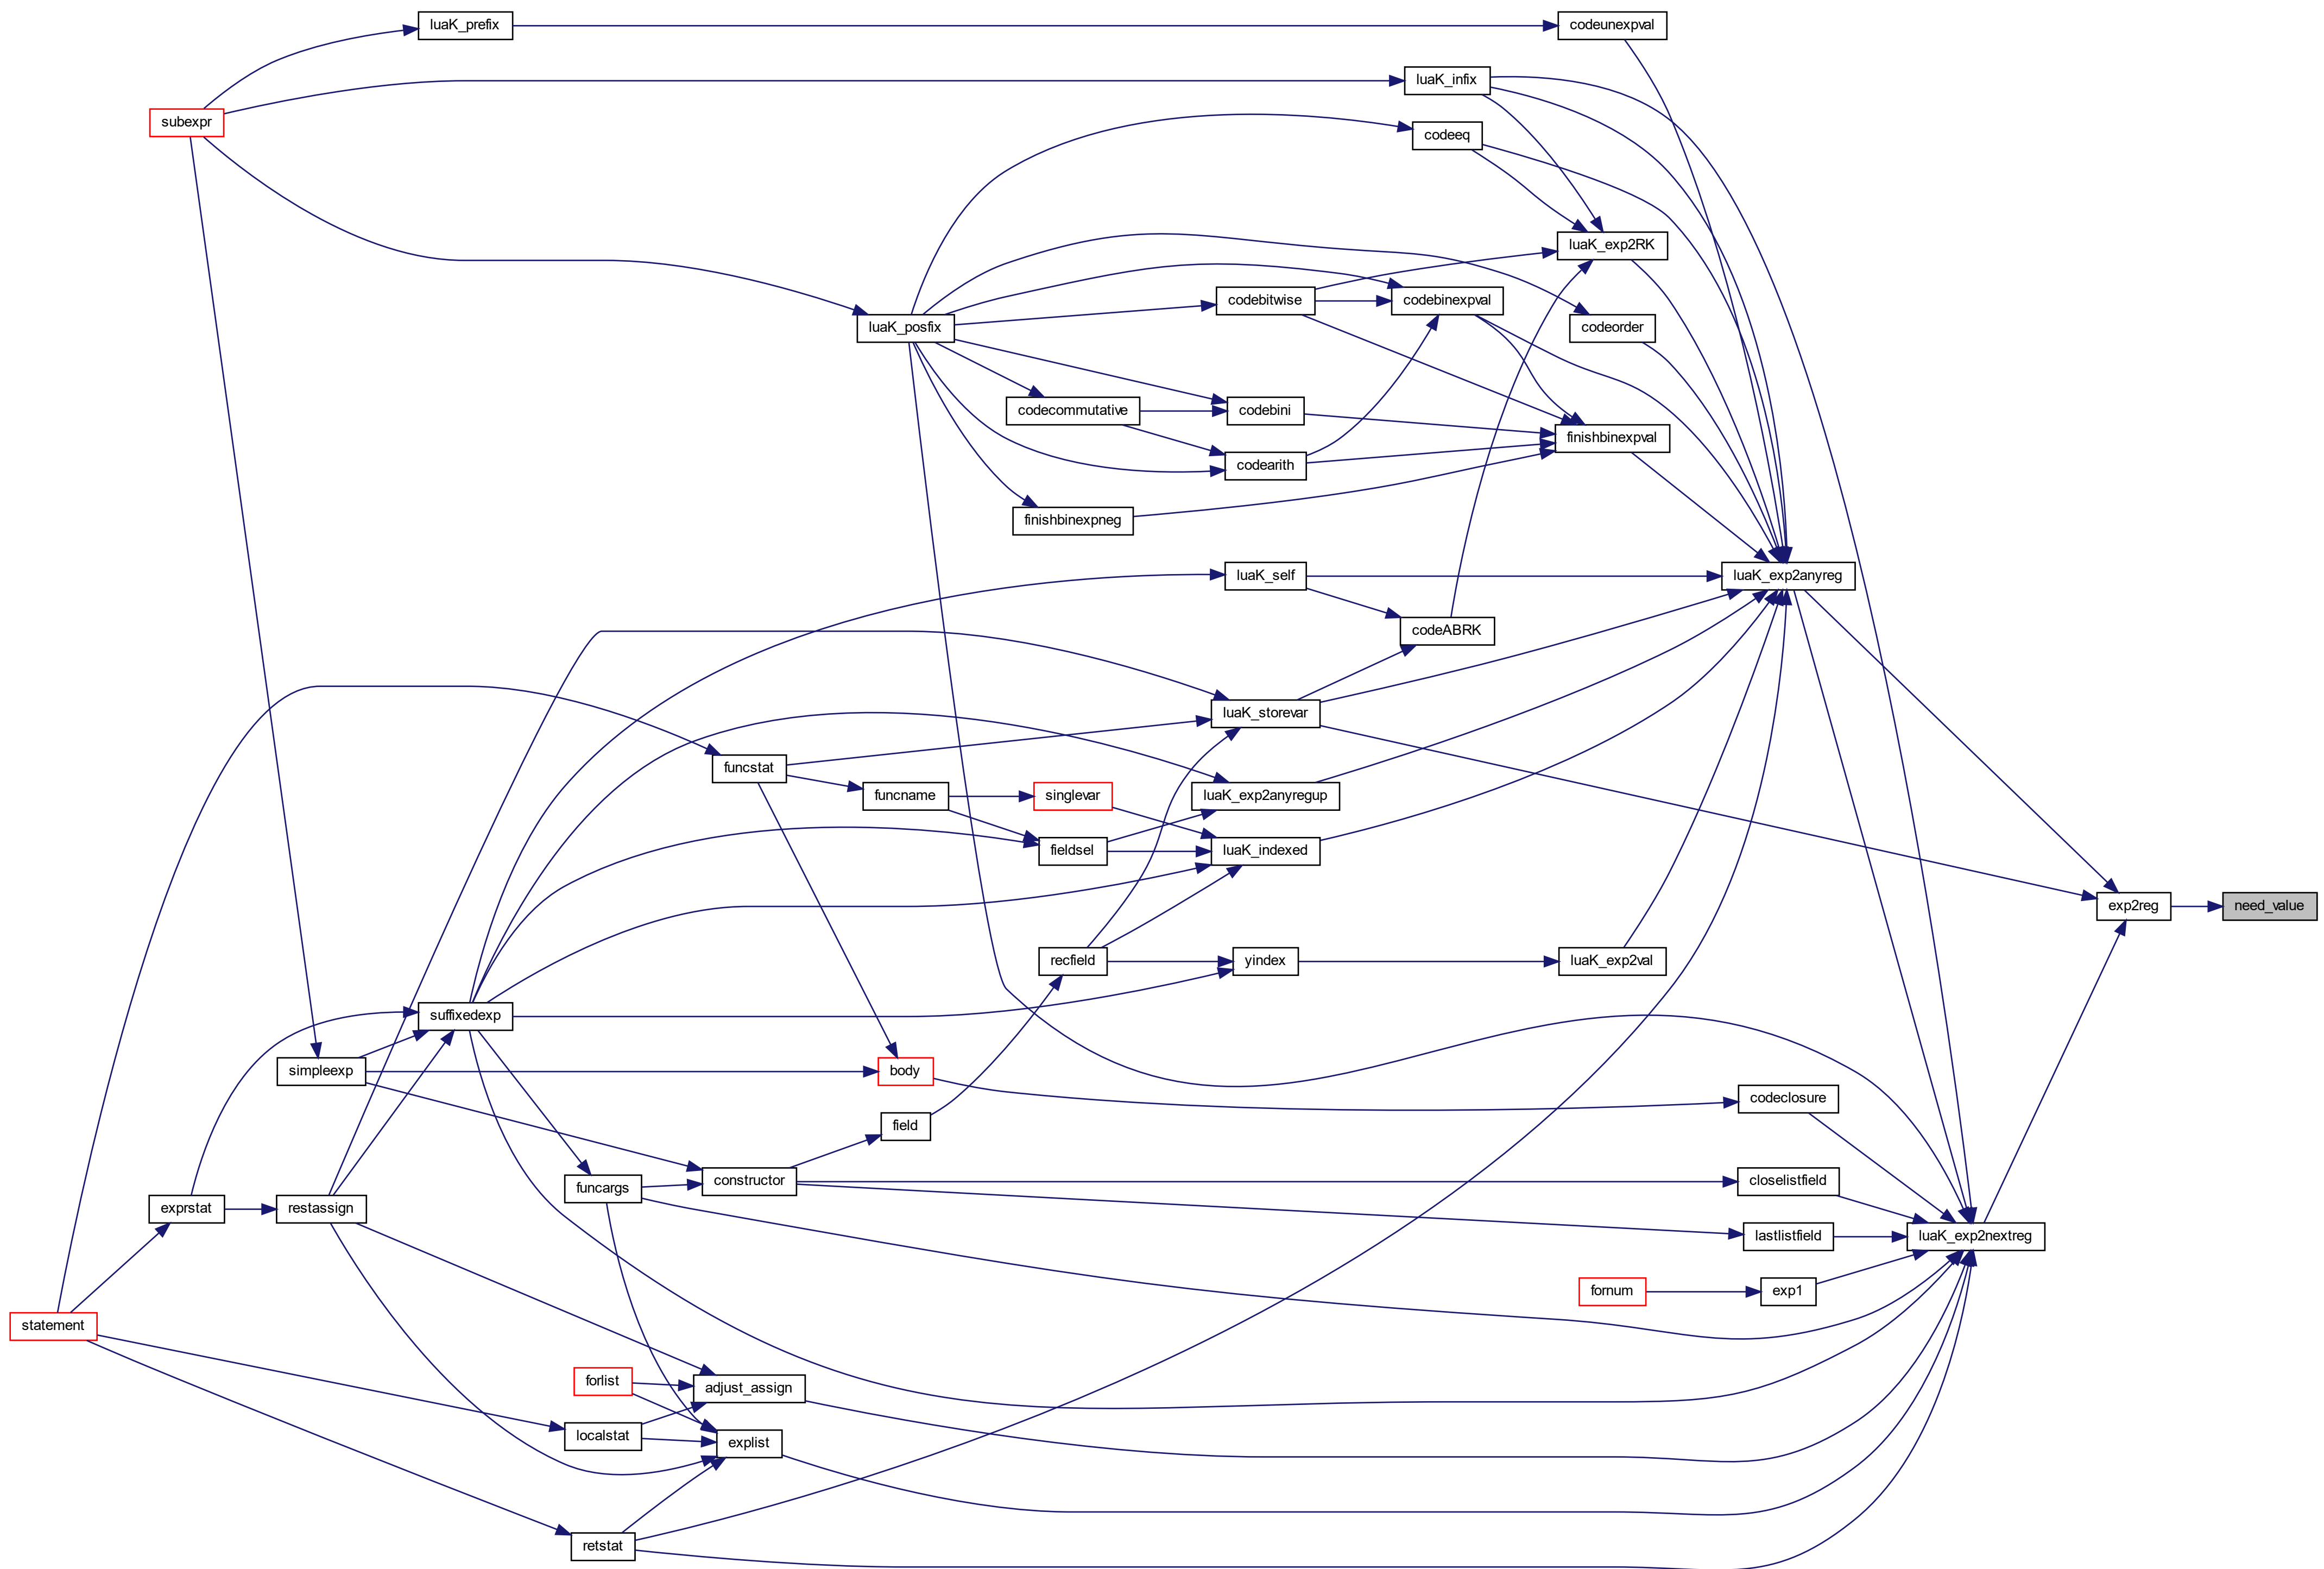 luaK_prefix
codeunexpval
luaK_infix
subexpr
codeeq
luaK_exp2RK
codebitwise
codebinexpval
luaK_posfix
codeorder
codecommutative
codebini
finishbinexpval
codearith
finishbinexpneg
luaK_self
luaK_exp2anyreg
codeABRK
luaK_storevar
funcstat
funcname
singlevar
luaK_exp2anyregup
fieldsel
luaK_indexed
exp2reg
need_value
recfield
yindex
luaK_exp2val
suffixedexp
simpleexp
body
codeclosure
field
funcargs
constructor
closelistfield
exprstat
restassign
lastlistfield
luaK_exp2nextreg
fornum
exp1
statement
forlist
adjust_assign
localstat
explist
retstat